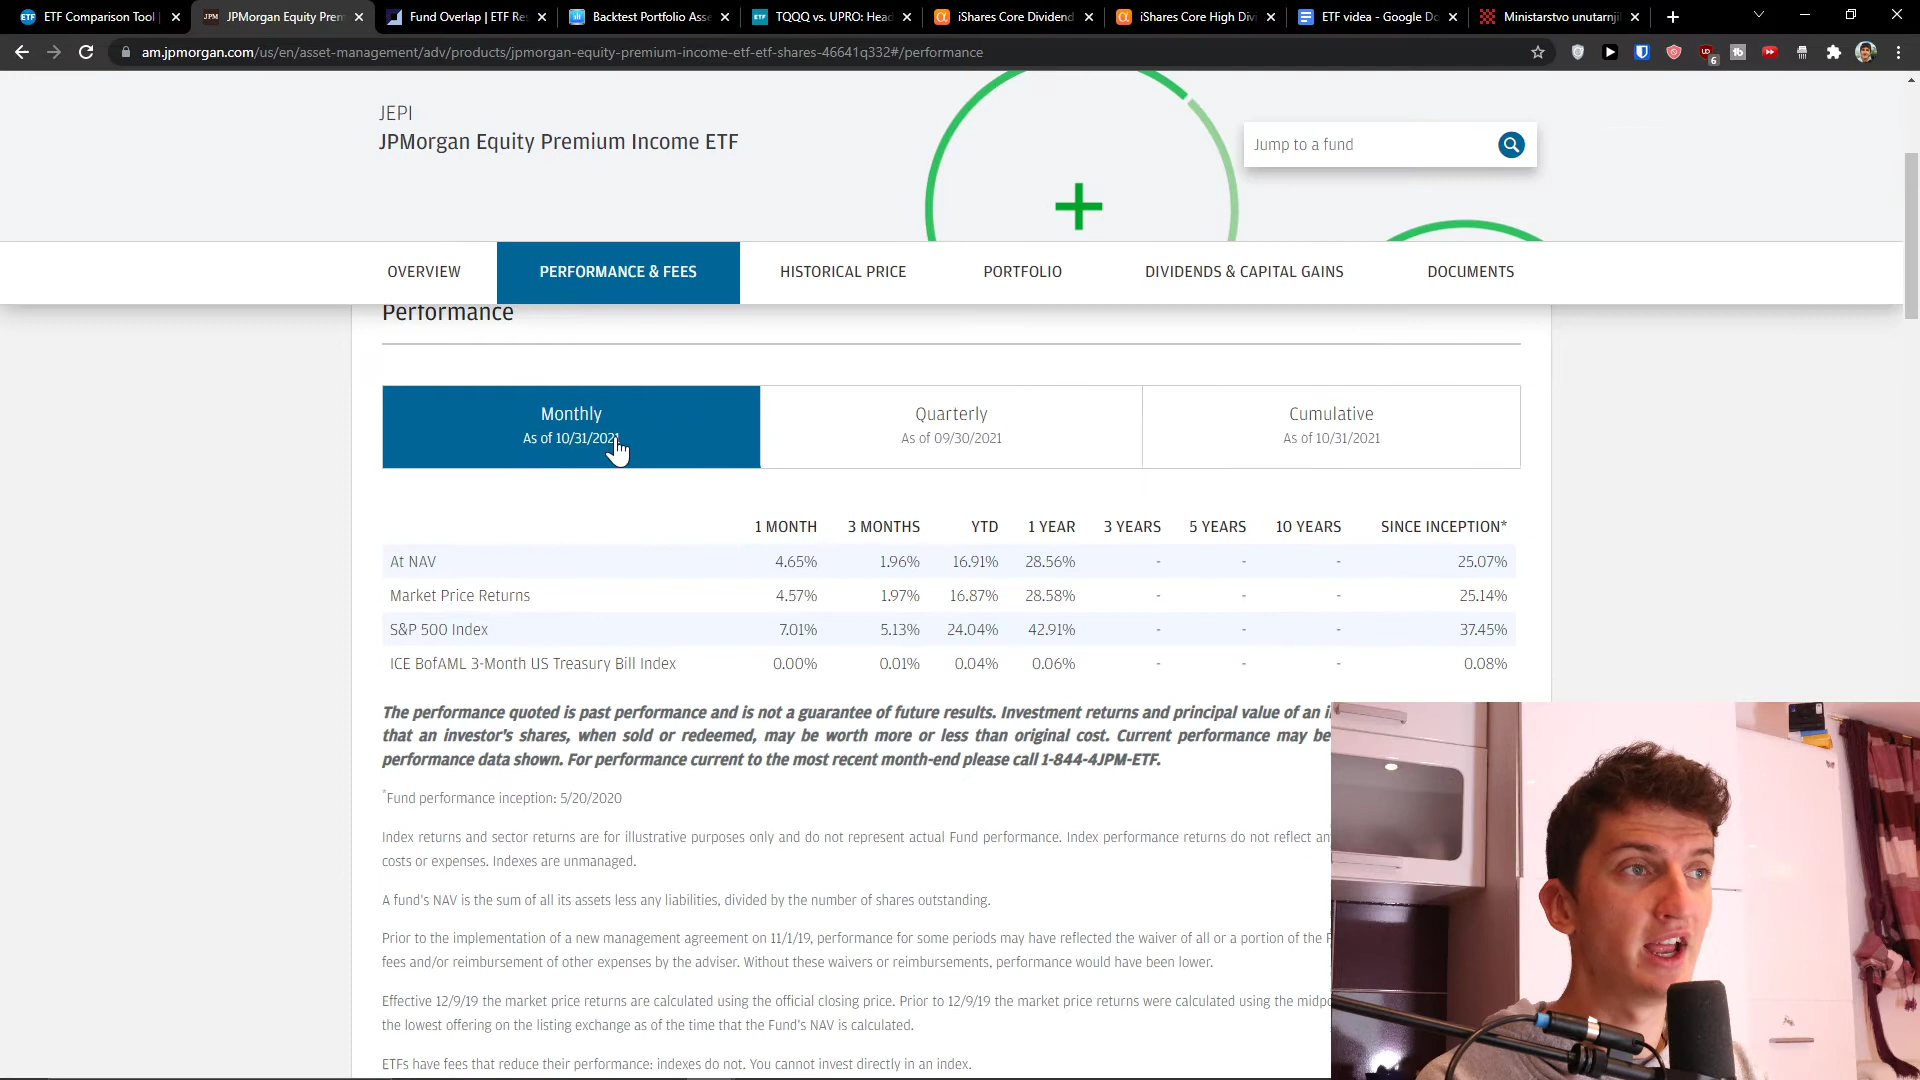 ETF Comparison Tool
JPMorgan Equity Prem
Fund Overlap | ETF Re
Backtest Portfolio Asse
TQQQ vs. UPRO: Head
iShares Core Dividend
iShares Core High Divi
ETF videa - Google Do
Ministarstvo unutarnji
am.jpmorgan.com/us/en/asset-management/adv/products/jpmorgan-equity-premium-income-etf-etf-shares-46641q332#/performance
JEPI
JPMorgan Equity Premium Income ETF
Jump to a fund
OVERVIEW PERFORMANCE & FEES HISTORICAL PRICE PORTFOLIO DIVIDENDS & CAPITAL GAINS DOCUMENTS
Performance
Monthly Quarterly Cumulative
As of 10/31/2021 As of 09/30/2021 As of 10/31/2021
1 MONTH 3 MONTHS YTD 1 YEAR 3 YEARS 5 YEARS 10 YEARS SINCE INCEPTION*
At NAV 4.65% 1.96% 16.91% 28.56% - - - 25.07%
Market Price Returns 4.57% 1.97% 16.87% 28.58% - - - 25.14%
S&P 500 Index 7.01% 5.13% 24.04% 42.91% - - - 37.45%
ICE BofAML 3-Month US Treasury Bill Index 0.00% 0.01% 0.04% 0.06% - - - 0.08%
The performance quoted is past performance and is not a guarantee of future results. Investment returns and principal value of an i
that an investor's shares, when sold or redeemed, may be worth more or less than original cost. Current performance may be
performance data shown. For performance current to the most recent month-end please call 1-844-4JPM-ETF.
*Fund performance inception: 5/20/2020
Index returns and sector returns are for illustrative purposes only and do not represent actual Fund performance. Index performance returns do not reflect an
costs or expenses. Indexes are unmanaged.
A fund's NAV is the sum of all its assets less any liabilities, divided by the number of shares outstanding.
Prior to the implementation of a new management agreement on 11/1/19, performance for some periods may have reflected the waiver of all or a portion of the F
fees and/or reimbursement of other expenses by the adviser. Without these waivers or reimbursements, performance would have been lower.
Effective 12/9/19 the market price returns are calculated using the official closing price. Prior to 12/9/19 the market price returns were calculated using the midpo
the lowest offering on the listing exchange as of the time that the Fund's NAV is calculated.
ETFs have fees that reduce their performance: indexes do not. You cannot invest directly in an index.